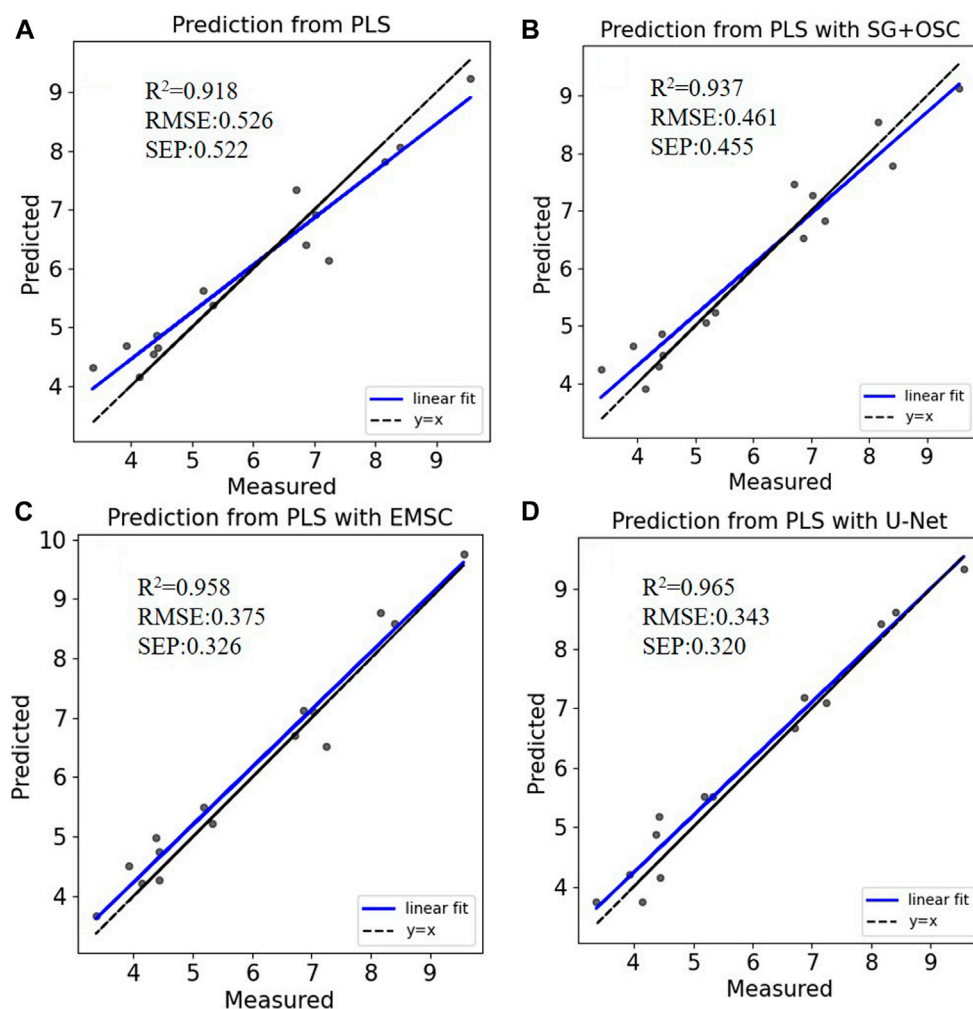 A
Prediction from PLS
R²=0.918
RMSE:0.526
SEP:0.522
9
8
7
6
5
4
Predicted
linear fit
y=x
4 5 6 7 8 9
Measured
B
Prediction from PLS with SG+OSC
R²=0.937
RMSE:0.461
SEP:0.455
9
8
7
6
5
4
Predicted
linear fit
y=x
4 5 6 7 8 9
Measured
C
Prediction from PLS with EMSC
R²=0.958
RMSE:0.375
SEP:0.326
10
9
8
7
6
5
4
Predicted
linear fit
y=x
4 5 6 7 8 9
Measured
D
Prediction from PLS with U-Net
R²=0.965
RMSE:0.343
SEP:0.320
9
8
7
6
5
4
Predicted
linear fit
y=x
4 5 6 7 8 9
Measured